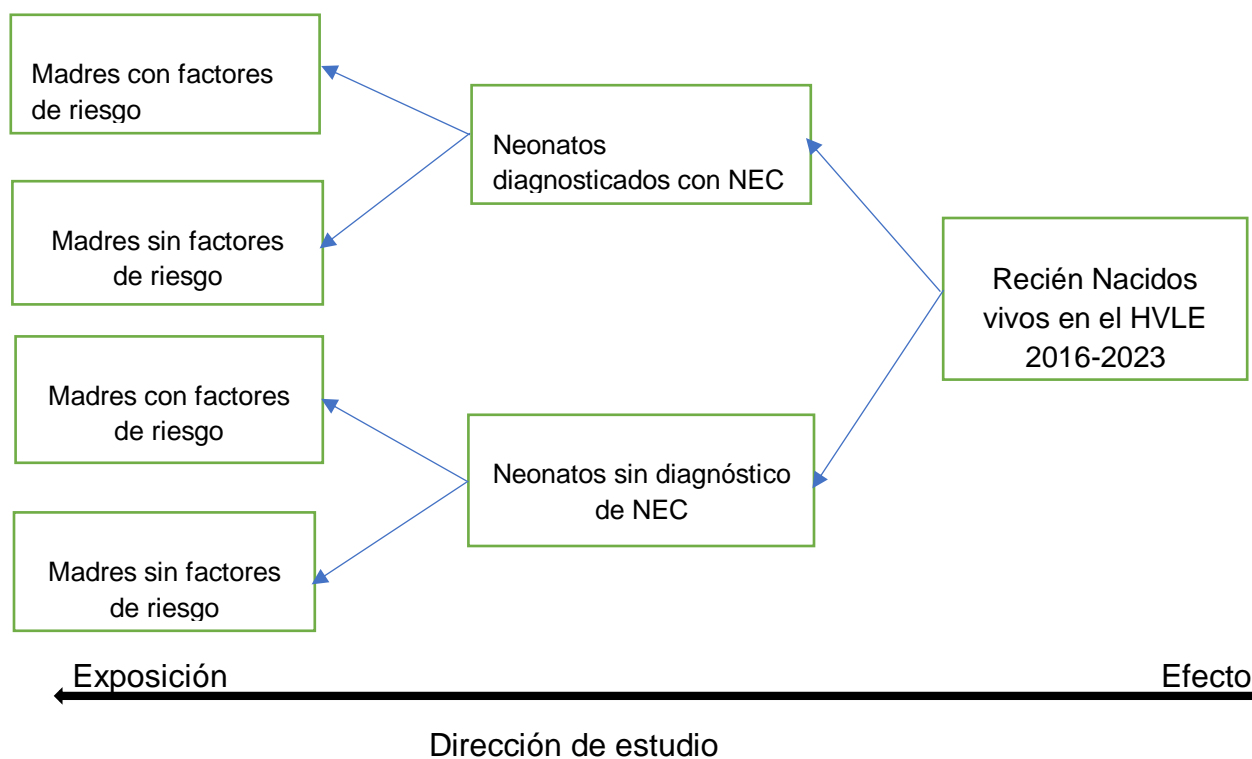 Madres con factores
de riesgo
Madres sin factores
de riesgo
Madres con factores
de riesgo
Madres sin factores
de riesgo
Neonatos
diagnosticados con NEC
Neonatos sin diagnóstico
de NEC
Recién Nacidos
vivos en el HVLE
2016-2023
Exposición
Efecto
Dirección de estudio